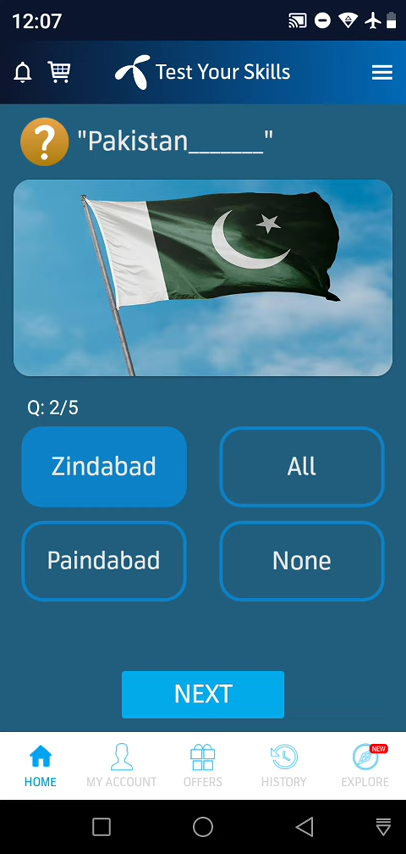 12:07
Test Your Skills
? "Pakistan_______"
Q: 2/5
Zindabad
All
Paindabad
None
NEXT
NEW
HOME
MY ACCOUNT
OFFERS
HISTORY
EXPLORE